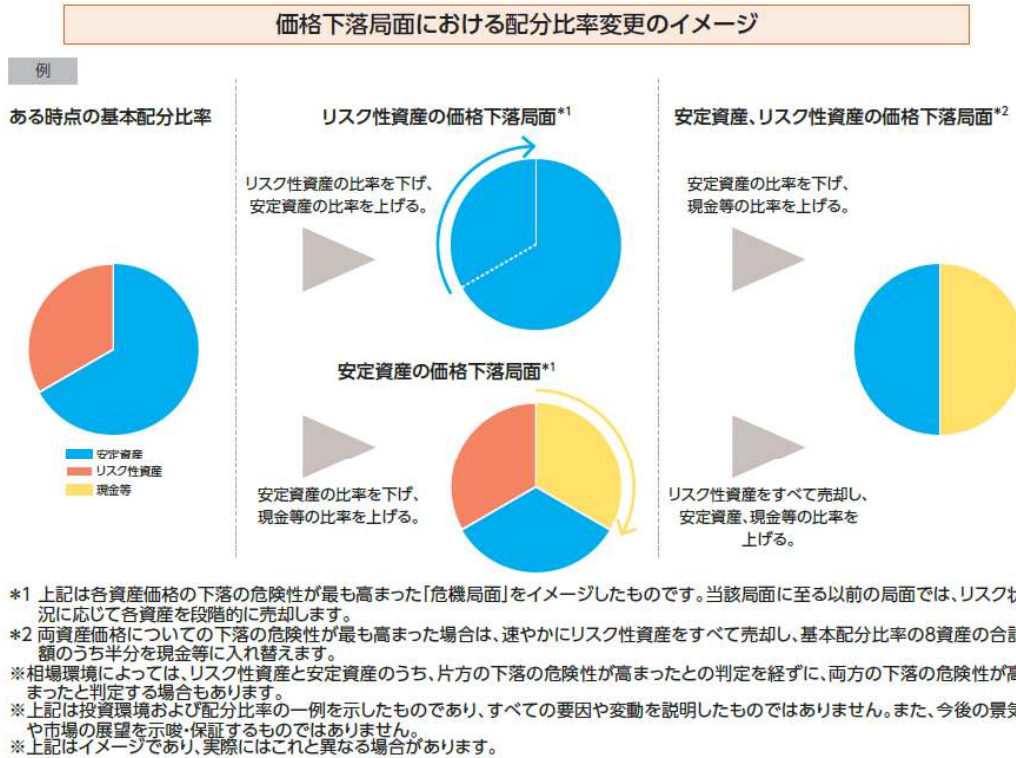 価格下落局面における配分比率変更のイメージ
例
ある時点の基本配分比率
安定資産
リスク性資産
現金等
リスク性資産の価格下落局面*1
リスク性資産の比率を下げ、
安定資産の比率を上げる。
安定資産の価格下落局面*1
安定資産の比率を下げ、
現金等の比率を上げる。
安定資産、リスク性資産の価格下落局面*2
安定資産の比率を下げ、
現金等の比率を上げる。
リスク性資産をすべて売却し、
安定資産、現金等の比率を
上げる。
*1 上記は各資産価格の下落の危険性が最も高まった「危機局面」をイメージしたものです。当該局面に至る以前の局面では、リスク状
況に応じて各資産を段階的に売却します。
*2 両資産価格についての下落の危険性が最も高まった場合は、速やかにリスク性資産をすべて売却し、基本配分比率の8資産の合計
額のうち半分を現金等に入れ替えます。
※相場環境によっては、リスク性資産と安定資産のうち、片方の下落の危険性が高まったとの判定を経ずに、両方の下落の危険性が高
まったと判定する場合もあります。
※上記は投資環境および配分比率の一例を示したものであり、すべての要因や変動を説明したものではありません。また、今後の景気
や市場の展望を示唆・保証するものではありません。
※上記はイメージであり、実際にはこれと異なる場合があります。